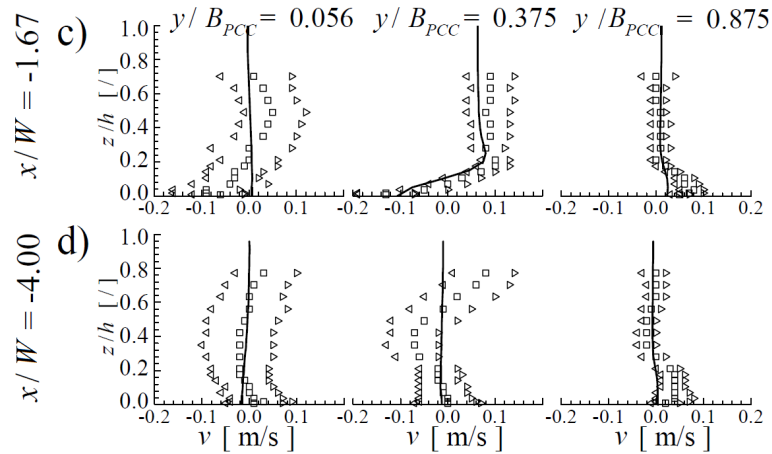 c) y/ B_PCC = 0.056 y/ B_PCC = 0.375 y /B_PCC = 0.875
x/W = -1.67
z/h [/]
1.0
0.8
0.6
0.4
0.2
0.0
-0.2 -0.1 0.0 0.1 -0.2 -0.1 0.0 0.1 -0.2 -0.1 0.0 0.1 0.2
d)
x/W = -4.00
z/h [/]
1.0
0.8
0.6
0.4
0.2
0.0
-0.2 -0.1 0.0 0.1 -0.2 -0.1 0.0 0.1 -0.2 -0.1 0.0 0.1 0.2
v [ m/s] v [ m/s] v [ m/s]